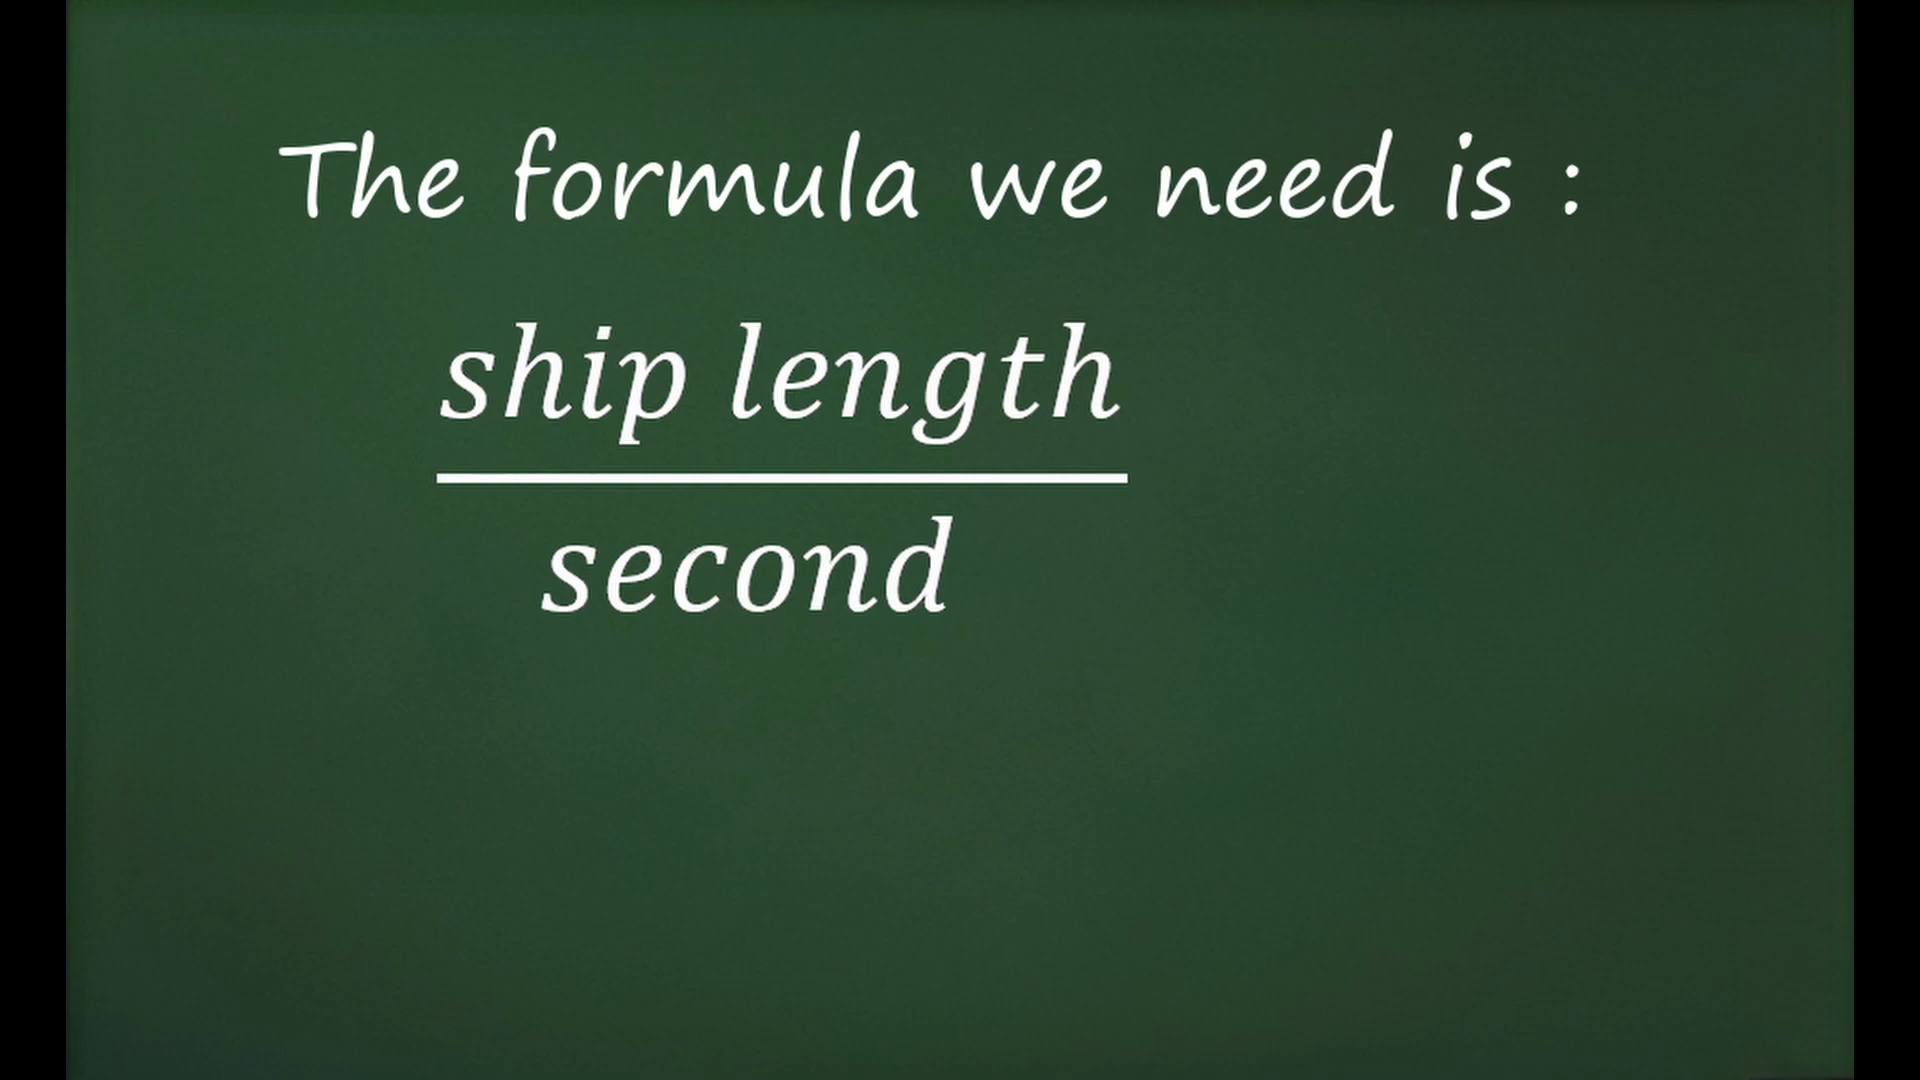 The formula we need is :
ship length
second